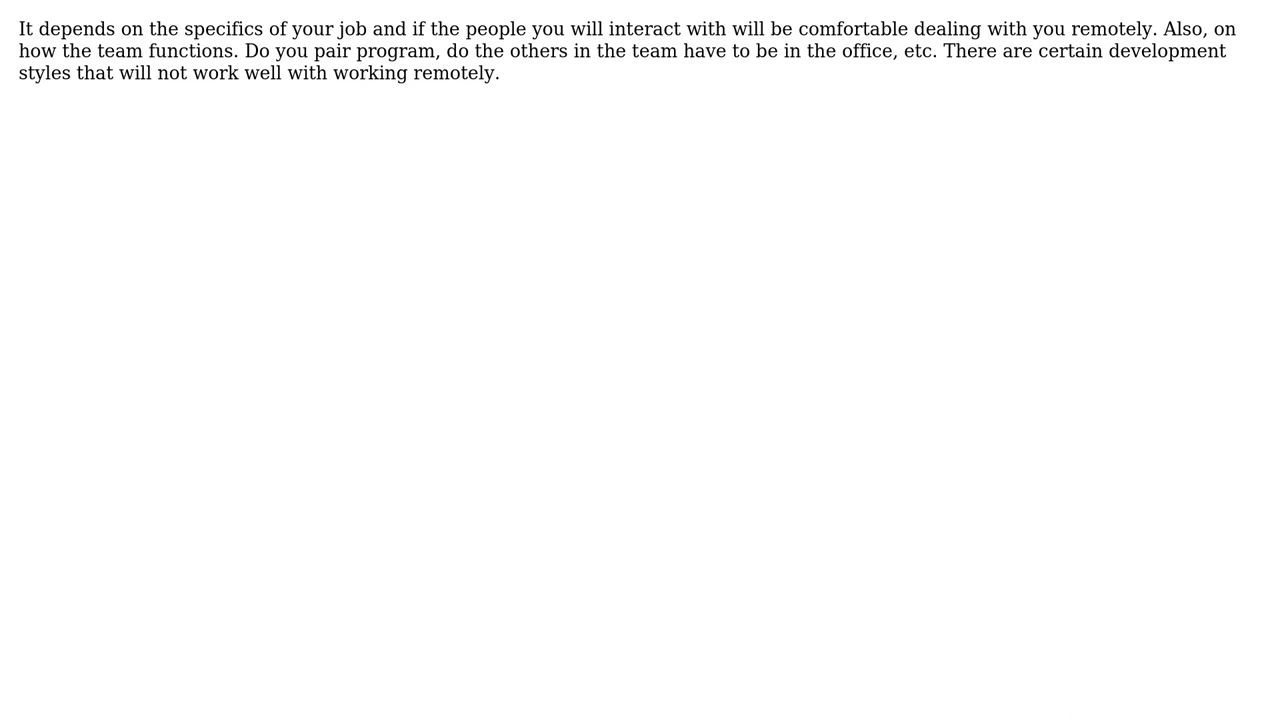 It depends on the specifics of your job and if the people you will interact with will be comfortable dealing with you remotely. Also, on
how the team functions. Do you pair program, do the others in the team have to be in the office, etc. There are certain development
styles that will not work well with working remotely.